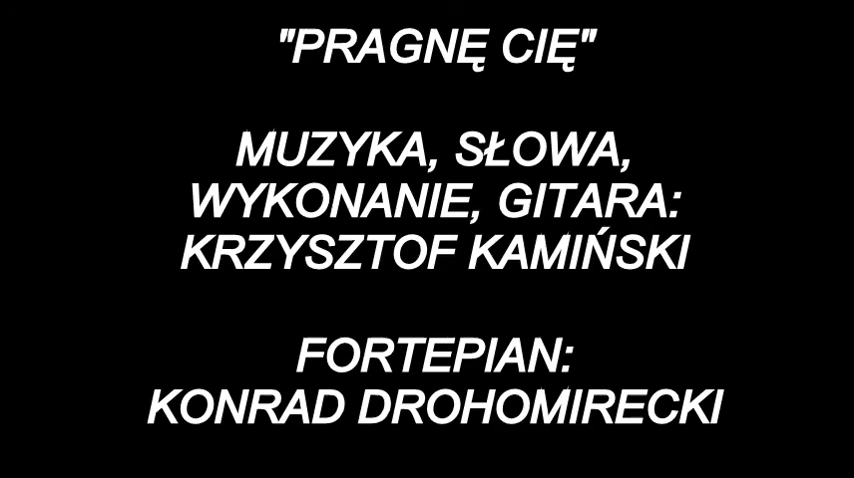 "PRAGNĘ CIĘ"
MUZYKA, SŁOWA,
WYKONANIE, GITARA:
KRZYSZTOF KAMIŃSKI
FORTEPIAN:
KONRAD DROHOMIRECKI